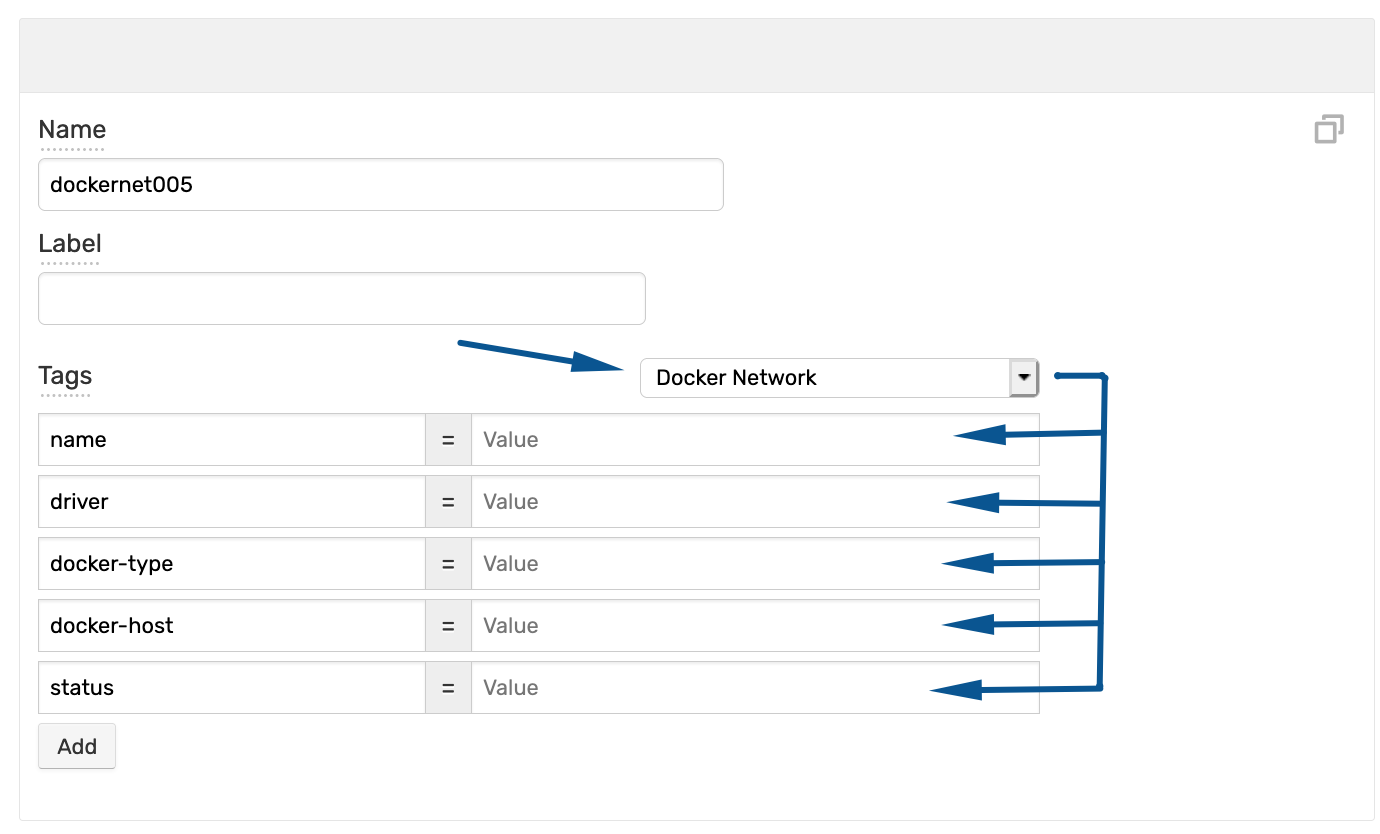 Name
dockernet005
Label
Tags
Docker Network
name = Value
driver = Value
docker-type = Value
docker-host = Value
status = Value
Add